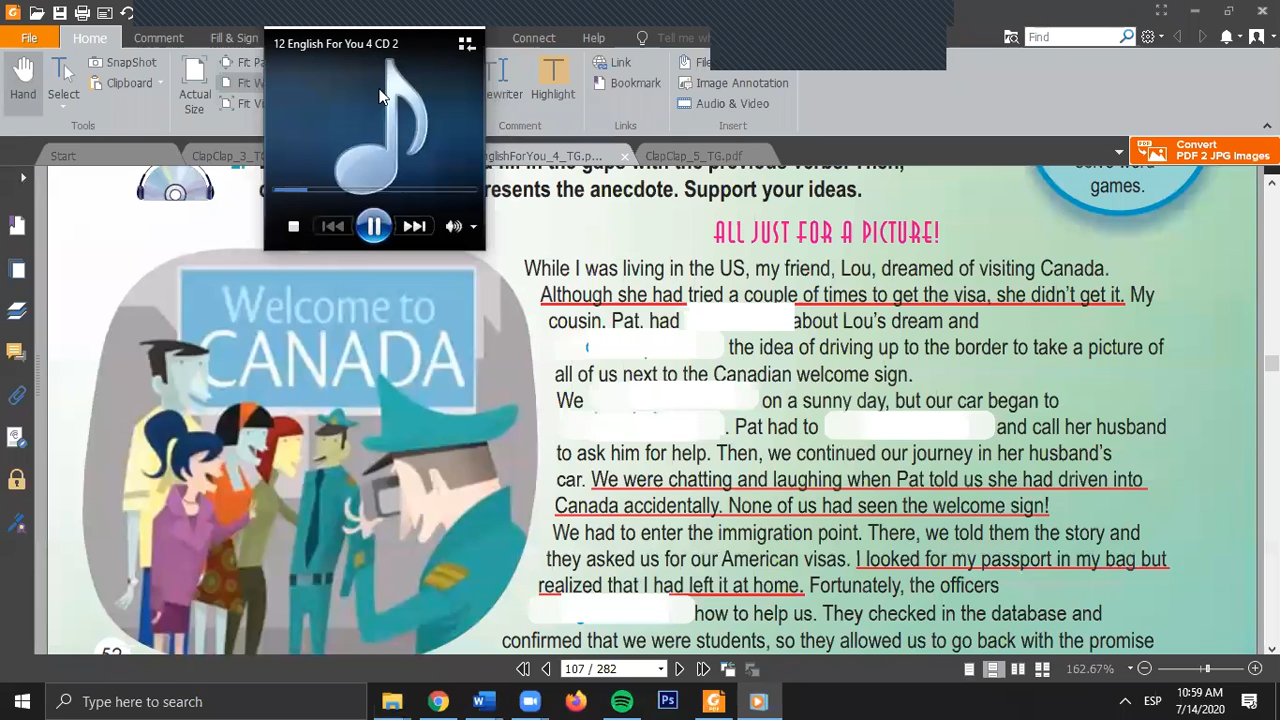 12 English For You 4 CD 2
File Home Comment Fill & Sign Connect Help Tell me Find
Hand Select SnapShot Clipboard Actual Size Fit Pa Fit W Fit Vi Highlight Link Bookmark Image Annotation Audio & Video
Tools Comment Links Insert
Start ClapClap_3_T nglishForYou_4_TG.p... ClapClap_5_TG.pdf
Convert
PDF 2 JPG Images
in the gaps with the previous verbs. Then,
resents the anecdote. Support your ideas.
solve word
games.
ALL JUST FOR A PICTURE!
Welcome to
CANADA
While I was living in the US, my friend, Lou, dreamed of visiting Canada.
Although she had tried a couple of times to get the visa, she didn't get it. My
cousin. Pat. had about Lou's dream and
the idea of driving up to the border to take a picture of
all of us next to the Canadian welcome sign.
We on a sunny day, but our car began to
. Pat had to and call her husband
to ask him for help. Then, we continued our journey in her husband's
car. We were chatting and laughing when Pat told us she had driven into
Canada accidentally. None of us had seen the welcome sign!
We had to enter the immigration point. There, we told them the story and
they asked us for our American visas. I looked for my passport in my bag but
realized that I had left it at home. Fortunately, the officers
how to help us. They checked in the database and
confirmed that we were students, so they allowed us to go back with the promise
52
107 / 282 162.67%
Type here to search
ESP
10:59 AM
7/14/2020